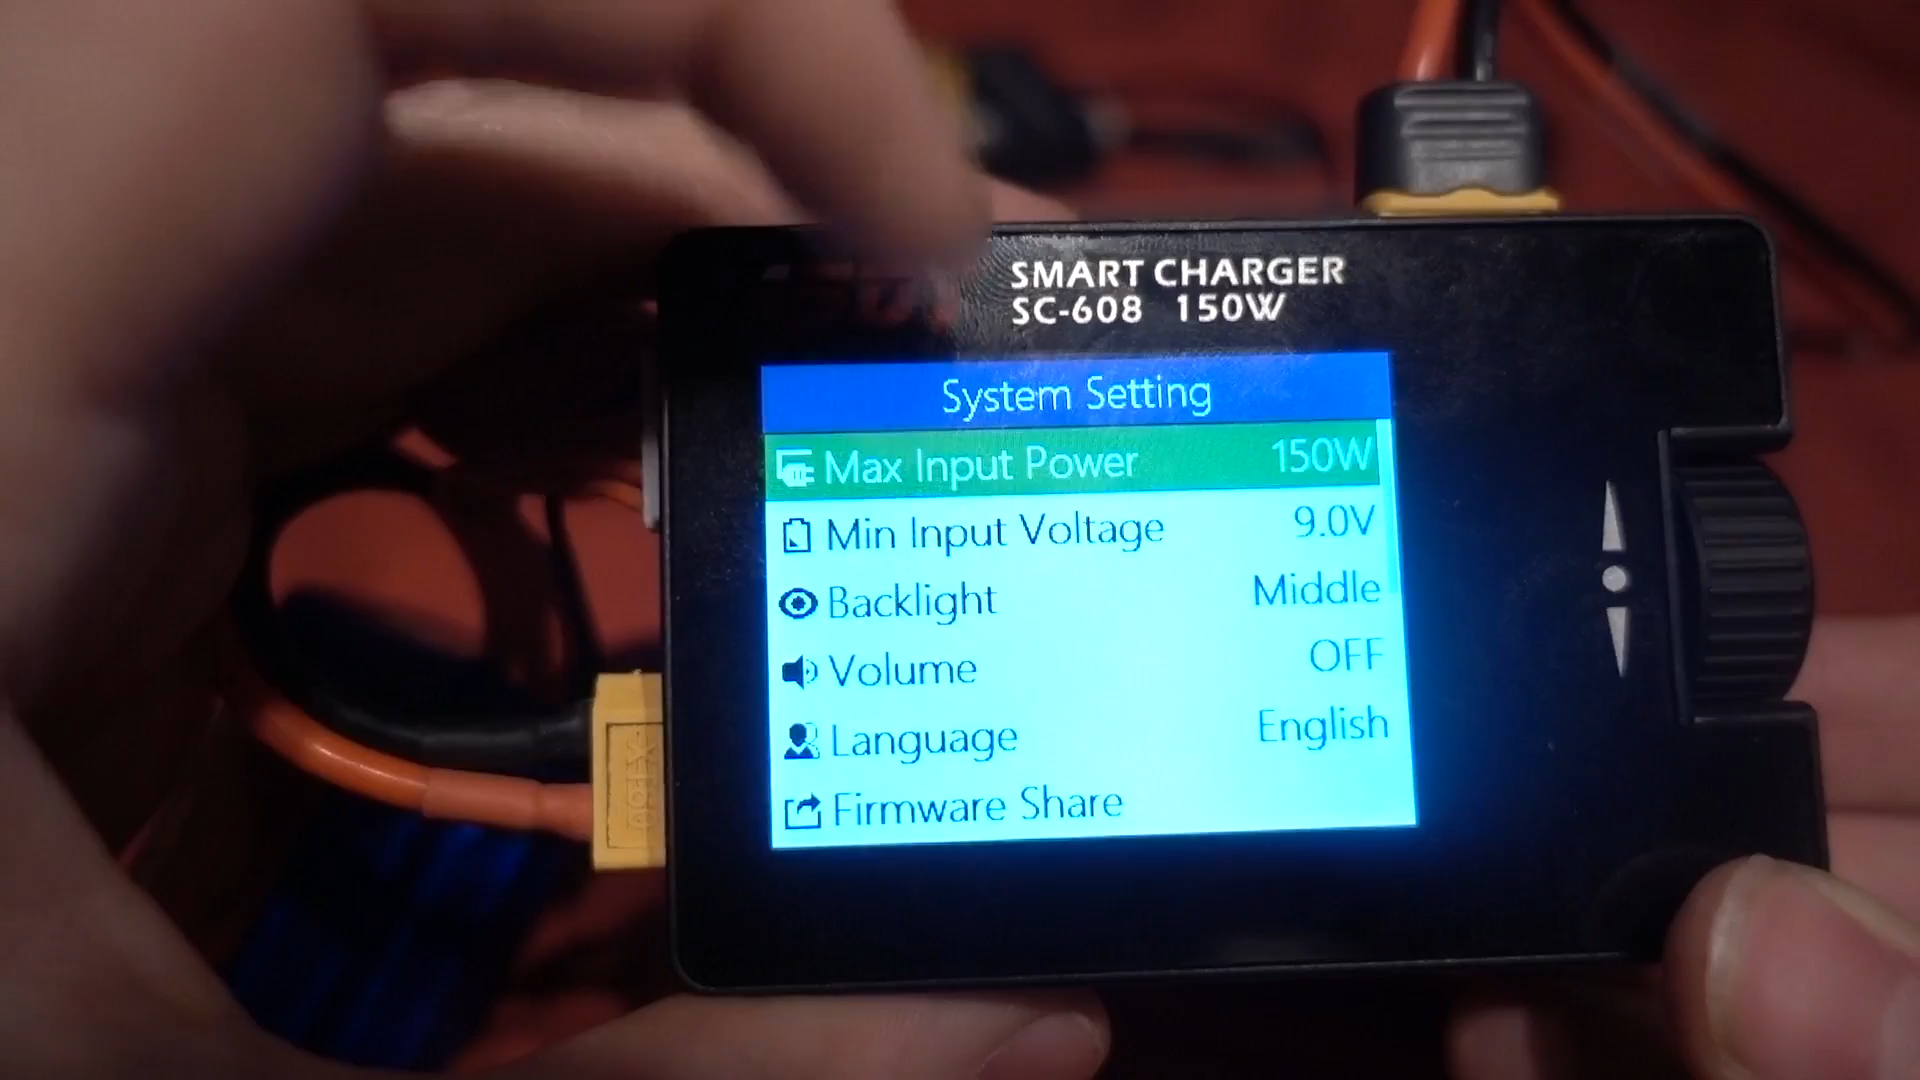 SMART CHARGER
SC-608 150W
System Setting
Max Input Power 150W
Min Input Voltage 9.0V
Backlight Middle
Volume OFF
Language English
Firmware Share